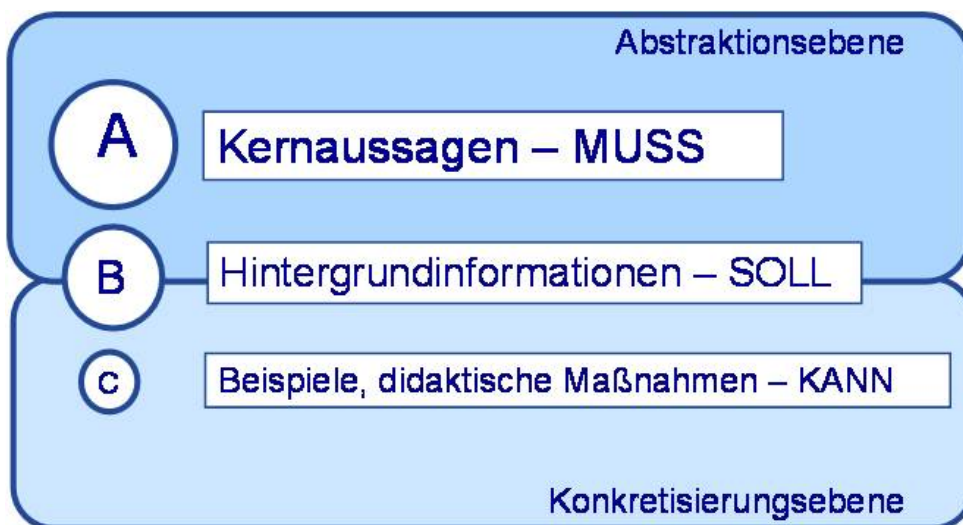 Abstraktionsebene
A Kernaussagen – MUSS
B Hintergrundinformationen – SOLL
C Beispiele, didaktische Maßnahmen – KANN
Konkretisierungsebene